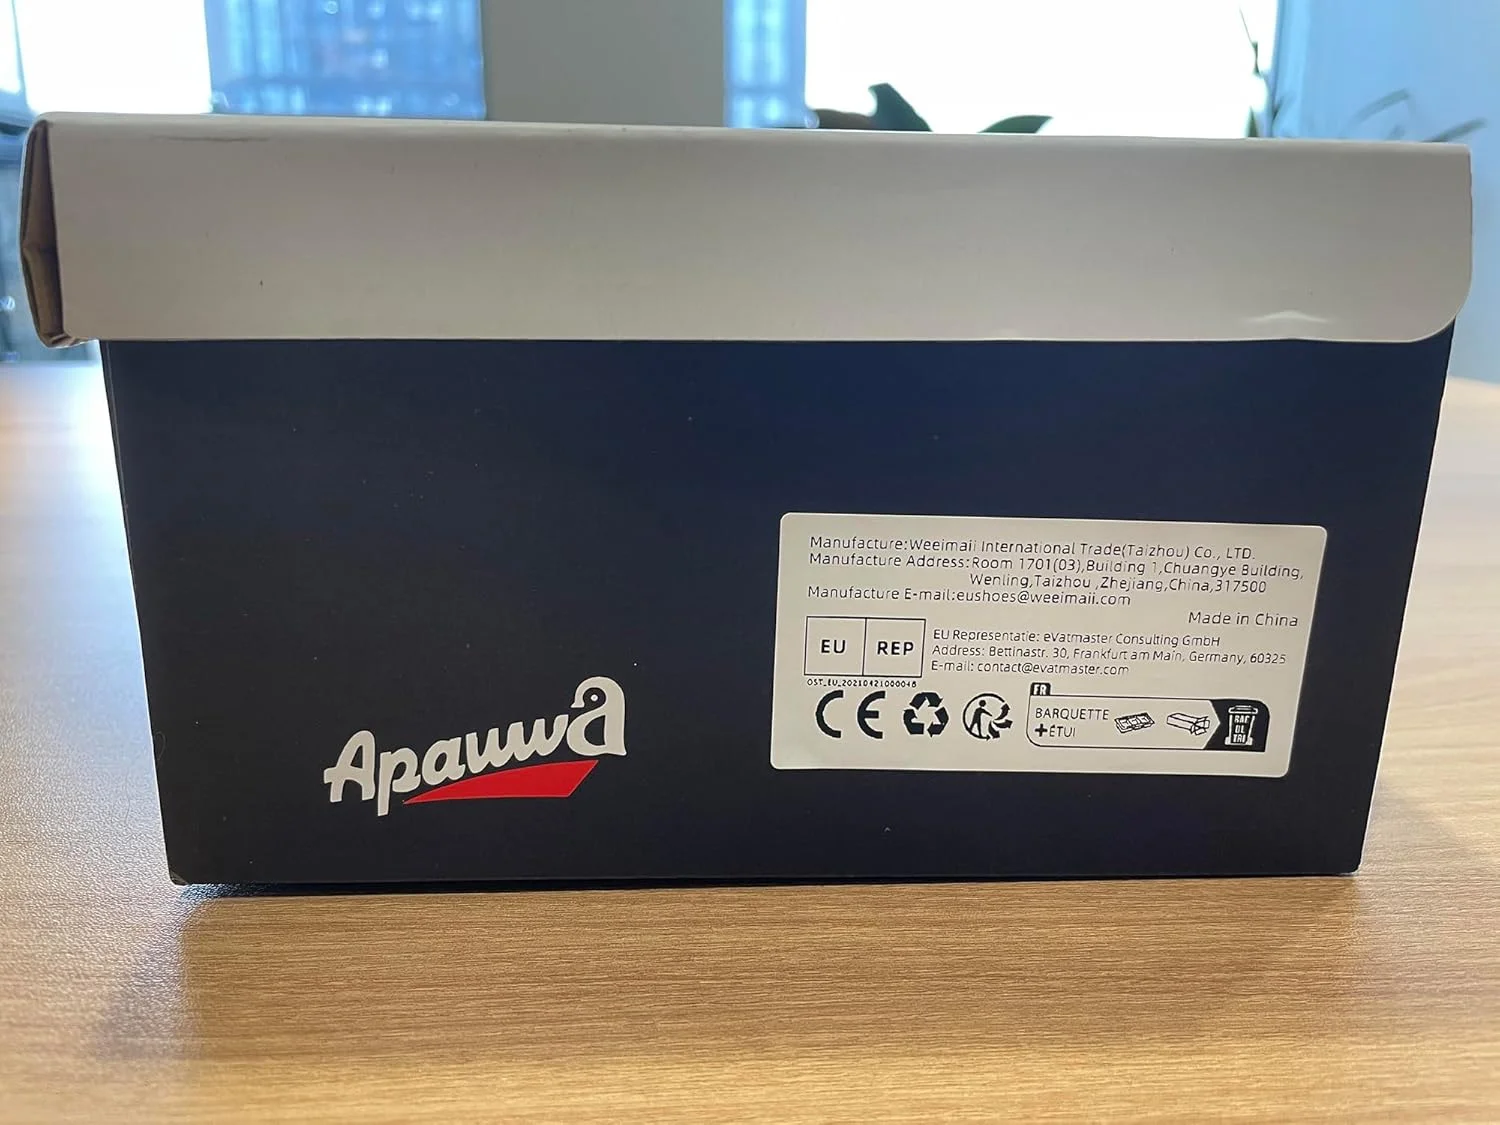 Apauwa
Manufacture:Weeimaii International Trade(Taizhou) Co., LTD.
Manufacture Address:Room 1701(03),Building 1,Chuangye Building,
Wenling,Taizhou ,Zhejiang,China,317500
Manufacture E-mail:eushoes@weeimaii.com
Made in China
EU REP
EU Representatie: eVatmaster Consulting GmbH
Address: Bettinastr. 30, Frankfurt am Main, Germany, 60325
E-mail: contact@evatmaster.com
OST_EU_20210421000048
CE
FR
BARQUETTE
+ÉTUI